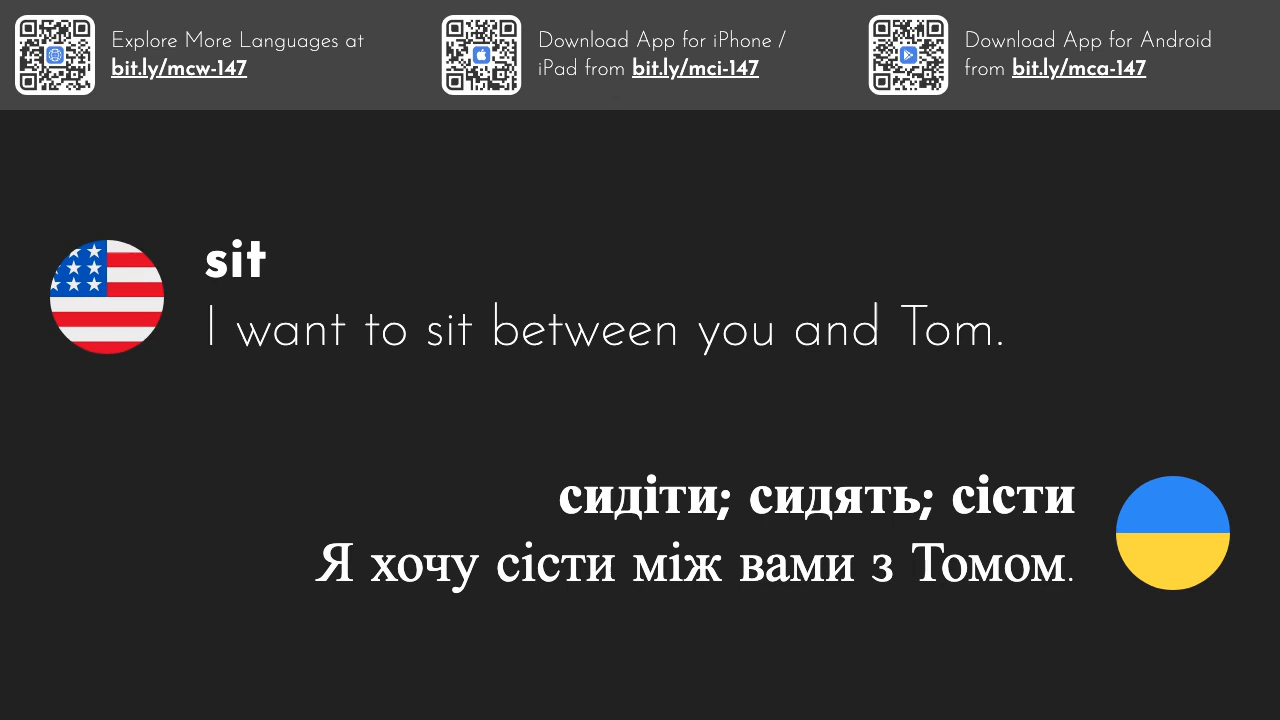 Explore More Languages at
bit.ly/mcw-147
Download App for iPhone /
iPad from bit.ly/mci-147
Download App for Android
from bit.ly/mca-147
sit
I want to sit between you and Tom.
сидіти; сидять; сісти
Я хочу сісти між вами з Томом.